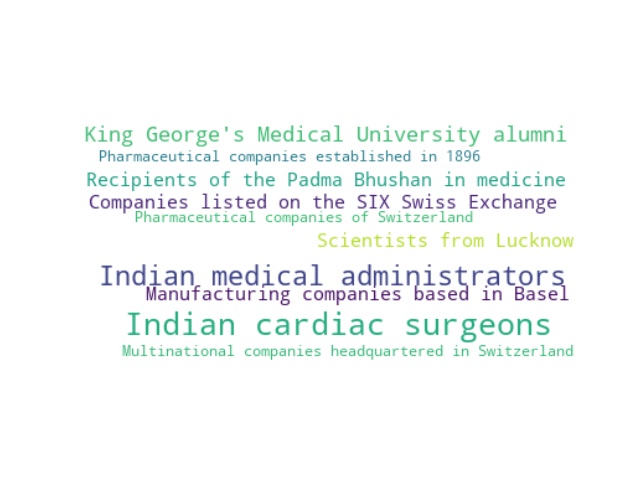 King George's Medical University alumni
Pharmaceutical companies established in 1896
Recipients of the Padma Bhushan in medicine
Companies listed on the SIX Swiss Exchange
Pharmaceutical companies of Switzerland
Scientists from Lucknow
Indian medical administrators
Manufacturing companies based in Basel
Indian cardiac surgeons
Multinational companies headquartered in Switzerland